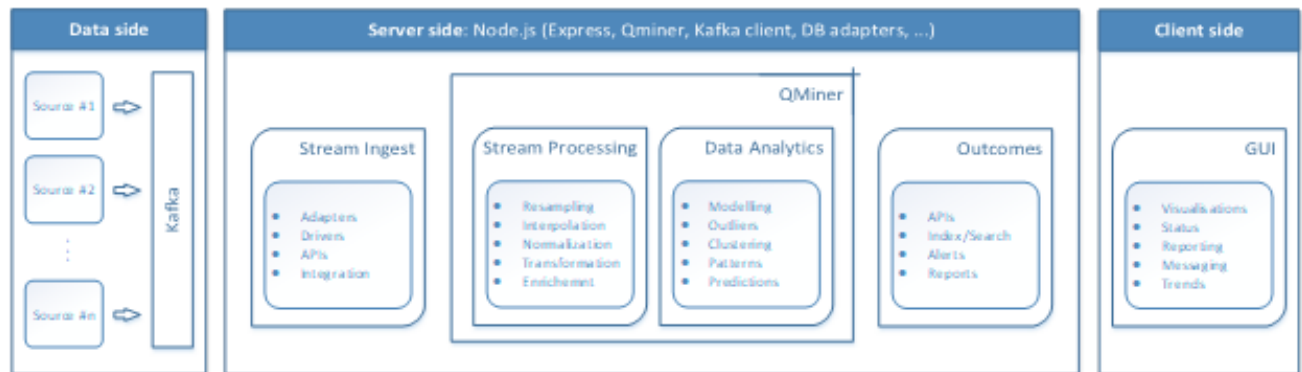 Data side
Source #1
Source #2
Source #n
Kafka
Server side: Node.js (Express, Qminer, Kafka client, DB adapters, ...)
Stream Ingest
• Adapters
• Drivers
• APIs
• Integration
QMiner
Stream Processing
• Resampling
• Interpolation
• Normalization
• Transformation
• Enrichemnt
Data Analytics
• Modelling
• Outliers
• Clustering
• Patterns
• Predictions
Outcomes
• APIs
• Index/Search
• Alerts
• Reports
Client side
GUI
• Visualisations
• Status
• Reporting
• Messaging
• Trends